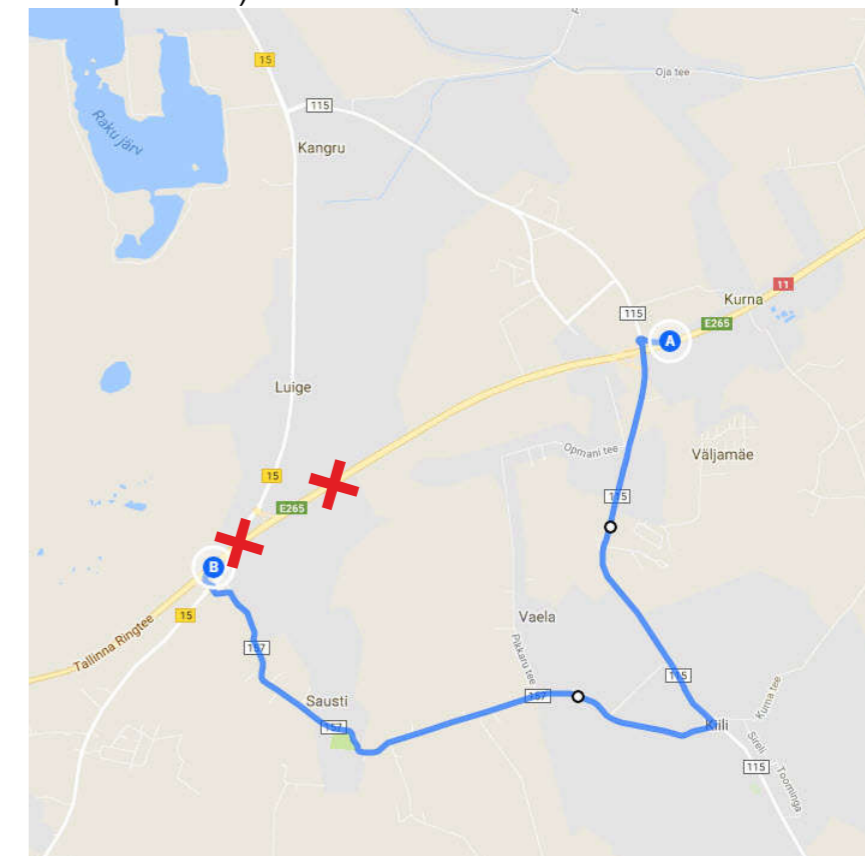 15
Oja tee
115
Raku järv
Kangru
11
Kurna
115
E265
A
Luige
Opmani tee
Väljamäe
15
115
E265
B
15
Vaela
Tallinna Ringtee
157
Pikkaru tee
115
Kurna tee
Sausti
157
157
Kiili
Sireli
115
Toominga